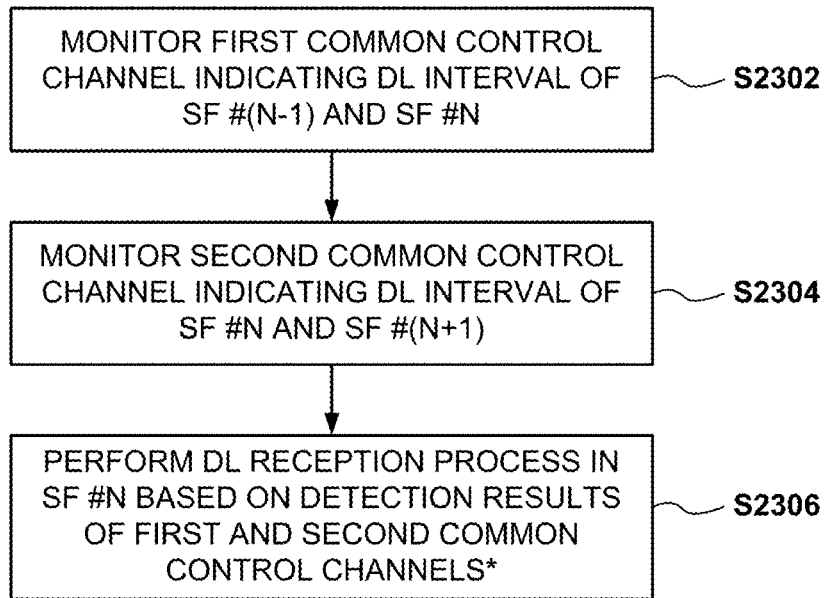 MONITOR FIRST COMMON CONTROL
CHANNEL INDICATING DL INTERVAL OF
SF #(N-1) AND SF #N
S2302
MONITOR SECOND COMMON CONTROL
CHANNEL INDICATING DL INTERVAL OF
SF #N AND SF #(N+1)
S2304
PERFORM DL RECEPTION PROCESS IN
SF #N BASED ON DETECTION RESULTS
OF FIRST AND SECOND COMMON
CONTROL CHANNELS*
S2306